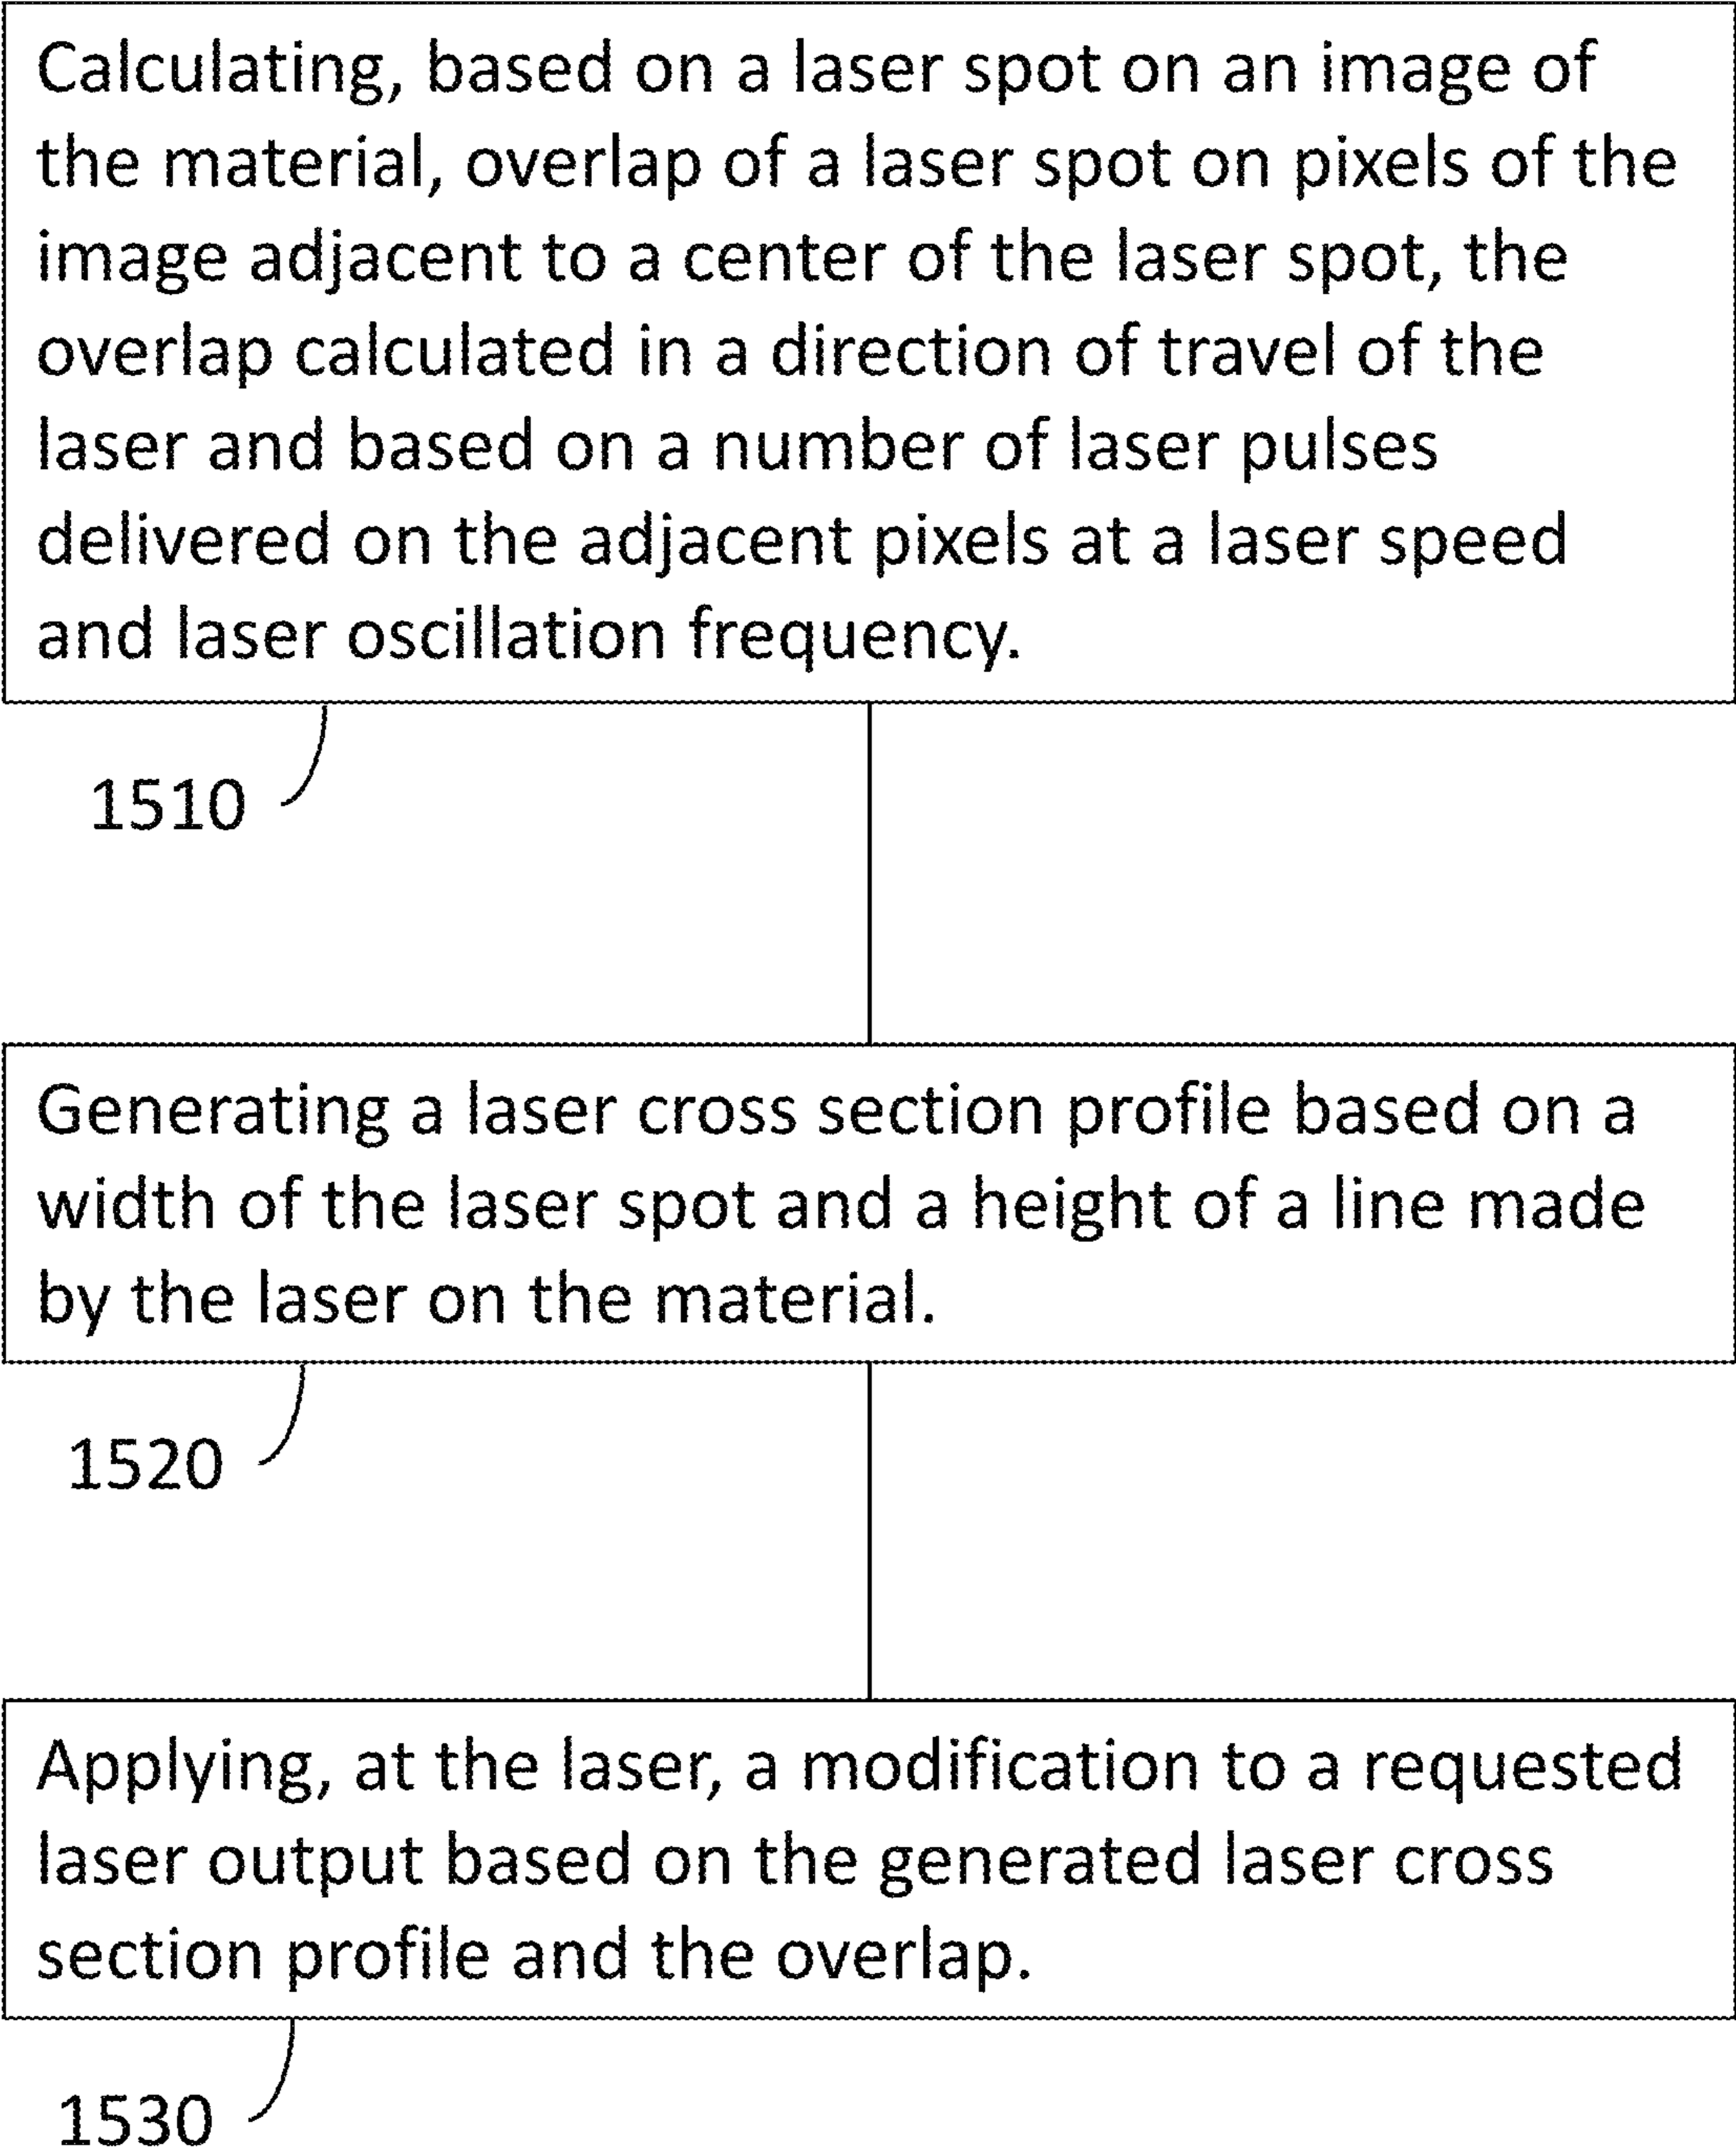 Calculating, based on a laser spot on an image of
the material, overlap of a laser spot on pixels of the
image adjacent to a center of the laser spot, the
overlap calculated in a direction of travel of the
laser and based on a number of laser pulses
delivered on the adjacent pixels at a laser speed
and laser oscillation frequency.
1510
Generating a laser cross section profile based on a
width of the laser spot and a height of a line made
by the laser on the material.
1520
Applying, at the laser, a modification to a requested
laser output based on the generated laser cross
section profile and the overlap.
1530